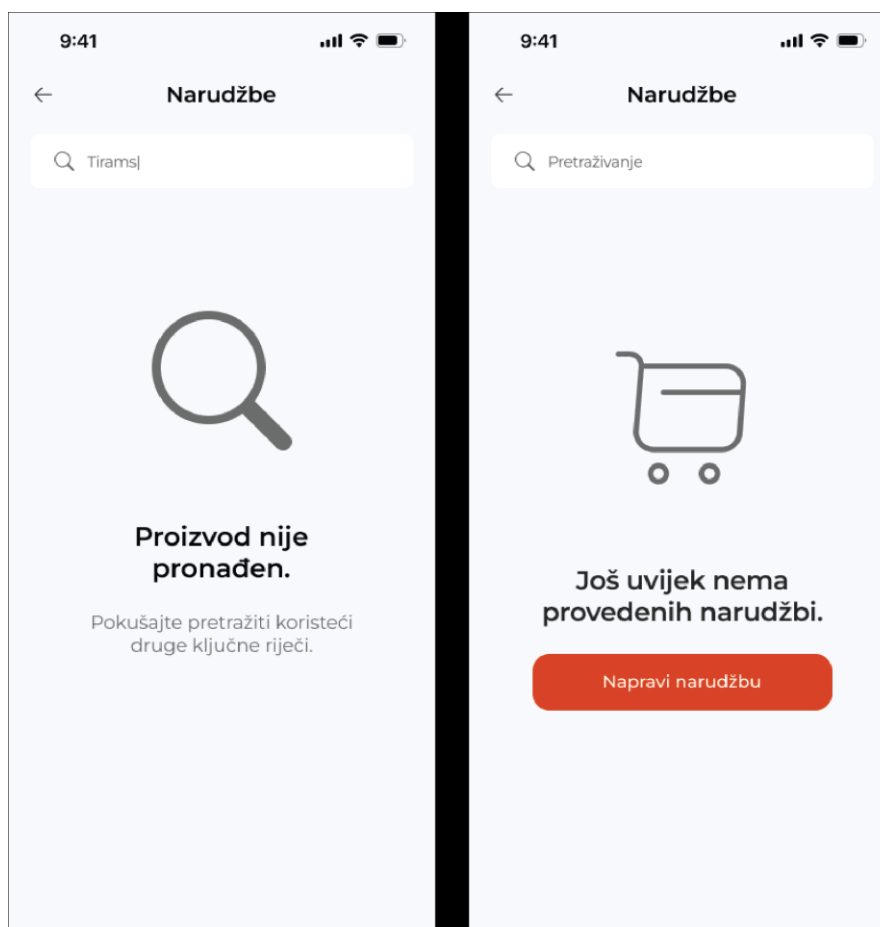 9:41
Narudžbe
Tirams
Proizvod nije
pronađen.
Pokušajte pretražiti koristeći
druge ključne riječi.
9:41
Narudžbe
Pretraživanje
Još uvijek nema
provedenih narudžbi.
Napravi narudžbu